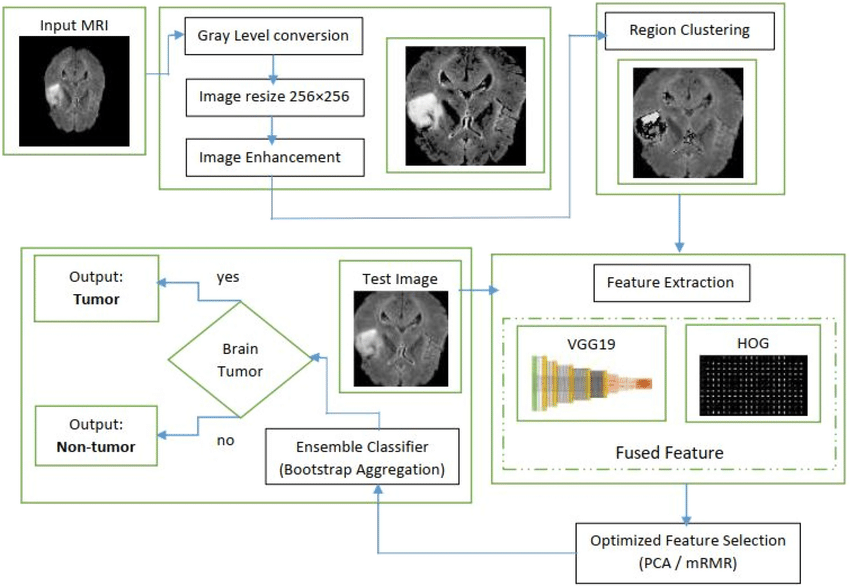 Input MRI
Gray Level conversion
Image resize 256×256
Image Enhancement
Region Clustering
Feature Extraction
VGG19
HOG
Fused Feature
Optimized Feature Selection
(PCA / mRMR)
Test Image
Ensemble Classifier
(Bootstrap Aggregation)
Brain
Tumor
yes
Output:
Tumor
no
Output:
Non-tumor